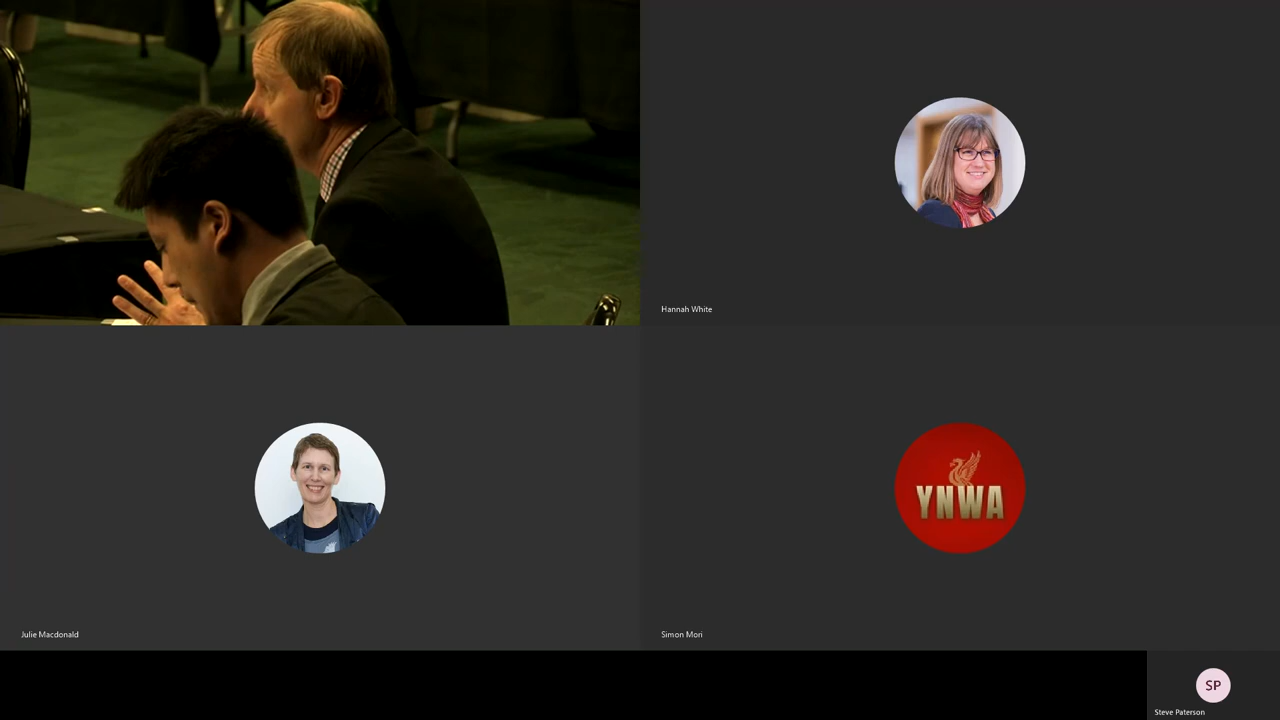 Hannah White
YNWA
Julie Macdonald
Simon Mori
SP
Steve Paterson